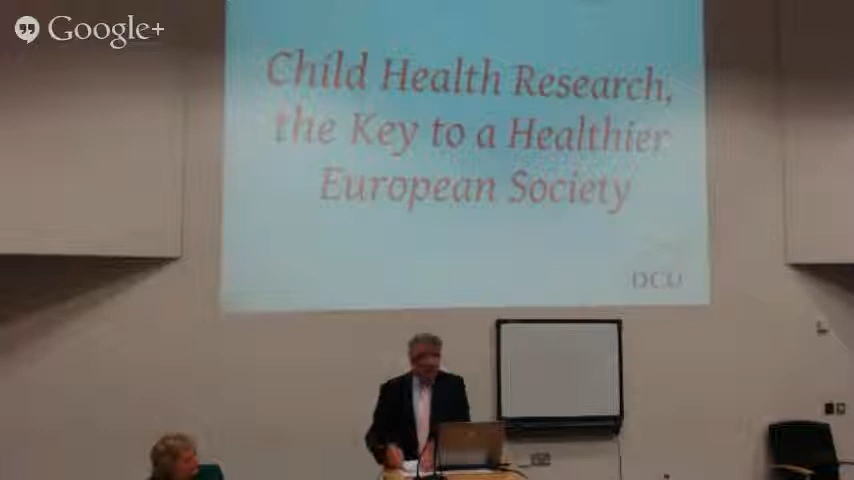 Google+
Child Health Research,
the Key to a Healthier
European Society
DCU